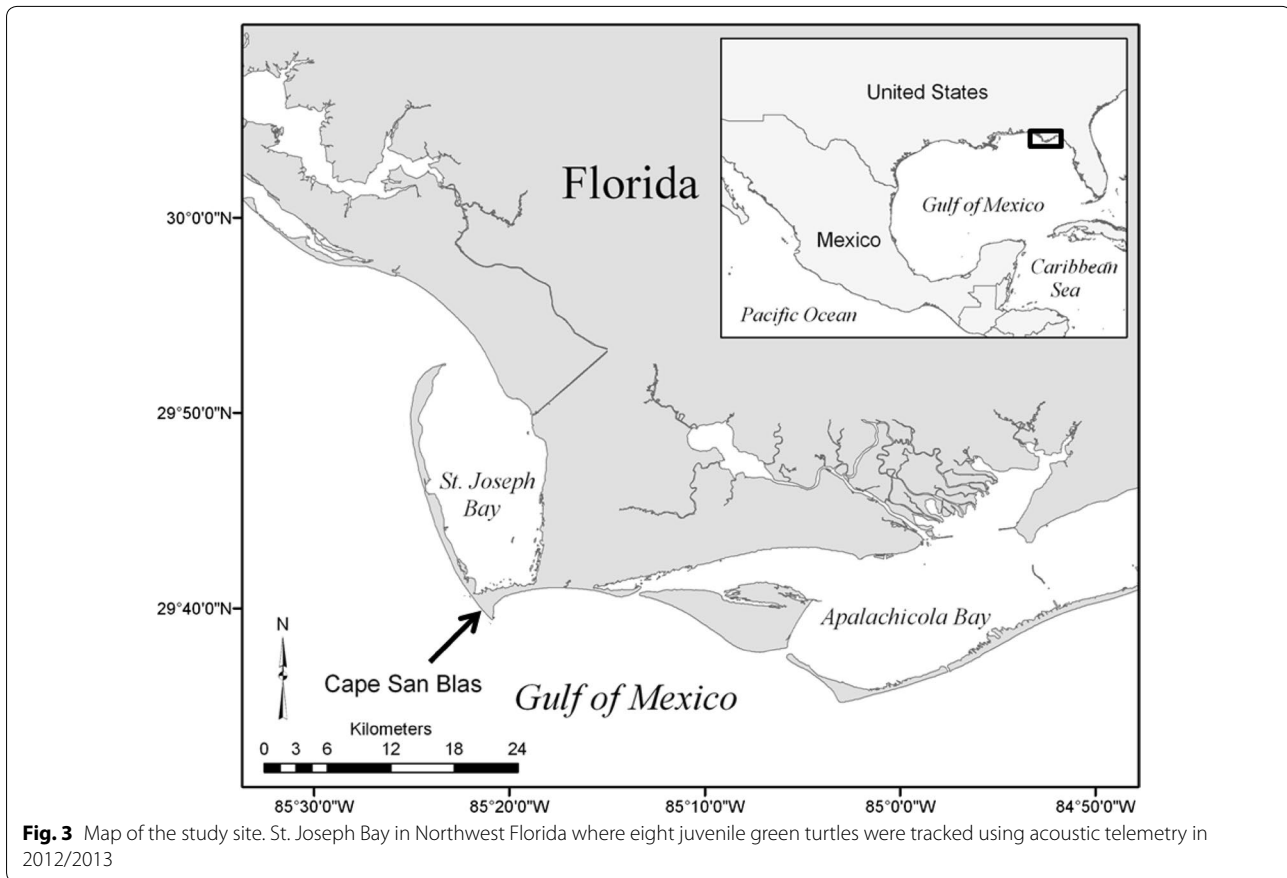 United States
Florida
30°0'0"N
Gulf of Mexico
Mexico
Caribbean
Sea
Pacific Ocean
29°50'0"N
St. Joseph
Bay
29°40'0"N
Apalachicola Bay
N
Cape San Blas
Gulf of Mexico
Kilometers
0 3 6 12 18 24
85°30'0"W 85°20'0"W 85°10'0"W 85°0'0"W 84°50'0"W
Fig. 3 Map of the study site. St. Joseph Bay in Northwest Florida where eight juvenile green turtles were tracked using acoustic telemetry in
2012/2013